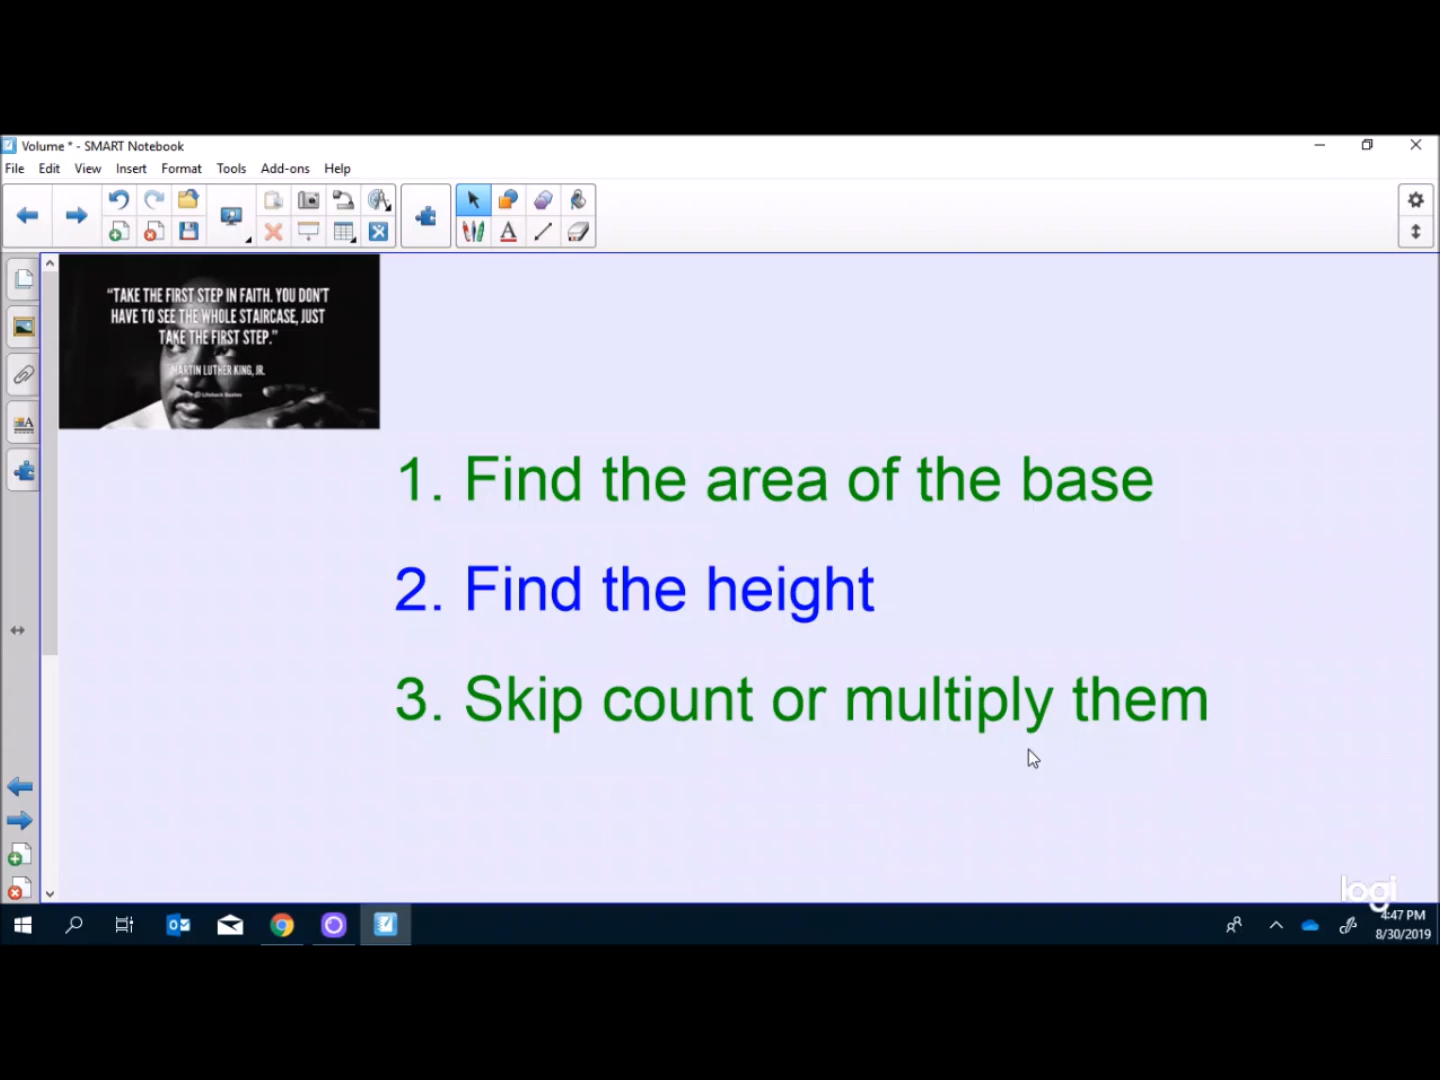 Volume * - SMART Notebook
File Edit View Insert Format Tools Add-ons Help
"TAKE THE FIRST STEP IN FAITH. YOU DON'T
HAVE TO SEE THE WHOLE STAIRCASE, JUST
TAKE THE FIRST STEP."
MARTIN LUTHER KING, JR.
1. Find the area of the base
2. Find the height
3. Skip count or multiply them
logi
4:47 PM
8/30/2019